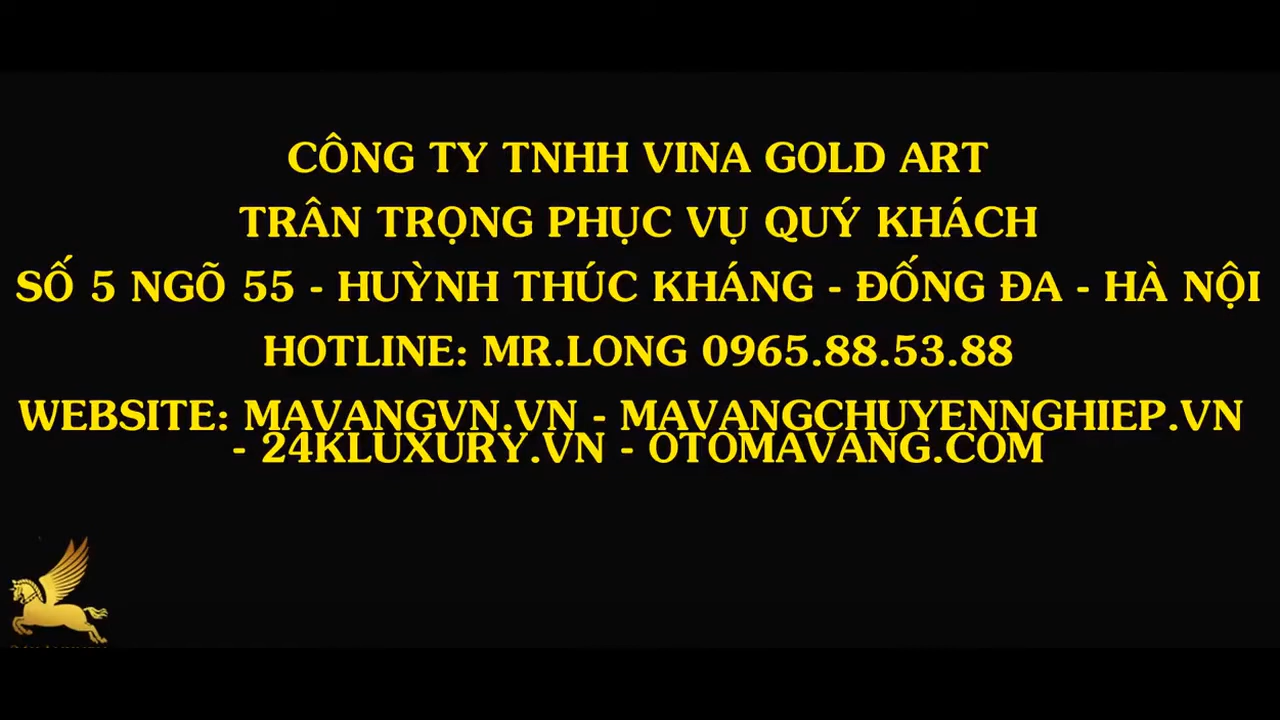 CÔNG TY TNHH VINA GOLD ART
TRÂN TRỌNG PHỤC VỤ QUÝ KHÁCH
SỐ 5 NGÕ 55 - HUỲNH THÚC KHÁNG - ĐỐNG ĐA - HÀ NỘI
HOTLINE: MR.LONG 0965.88.53.88
WEBSITE: MAVANGVN.VN - MAVANGCHUYENNGHIEP.VN
- 24KLUXURY.VN - OTOMAVANG.COM